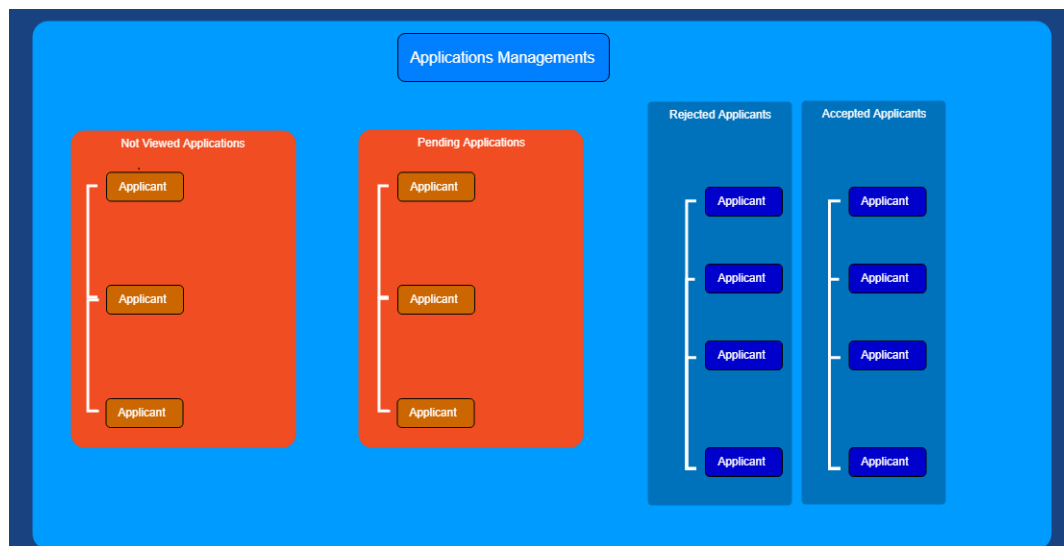 Applications Managements
Not Viewed Applications
Applicant
Applicant
Applicant
Pending Applications
Applicant
Applicant
Applicant
Rejected Applicants
Applicant
Applicant
Applicant
Applicant
Accepted Applicants
Applicant
Applicant
Applicant
Applicant